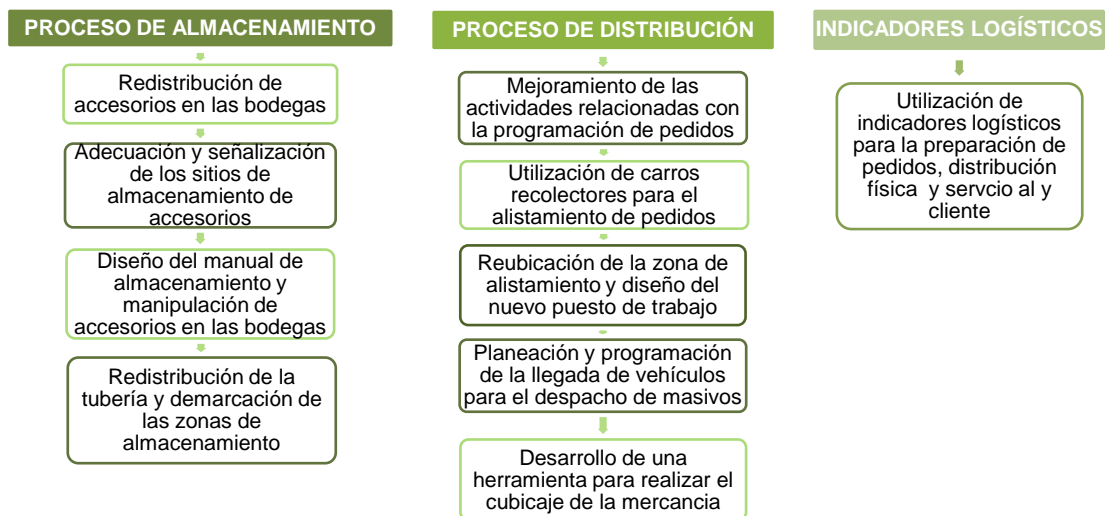 PROCESO DE ALMACENAMIENTO
Redistribución de
accesorios en las bodegas
Adecuación y señalización
de los sitios de
almacenamiento de
accesorios
Diseño del manual de
almacenamiento y
manipulación de
accesorios en las bodegas
Redistribución de la
tubería y demarcación de
las zonas de
almacenamiento
PROCESO DE DISTRIBUCIÓN
Mejoramiento de las
actividades relacionadas con
la programación de pedidos
Utilización de carros
recolectores para el
alistamiento de pedidos
Reubicación de la zona de
alistamiento y diseño del
nuevo puesto de trabajo
Planeación y programación
de la llegada de vehículos
para el despacho de masivos
Desarrollo de una
herramienta para realizar el
cubicaje de la mercancia
INDICADORES LOGÍSTICOS
Utilización de
indicadores logísticos
para la preparación de
pedidos, distribución
física y servcio al y
cliente